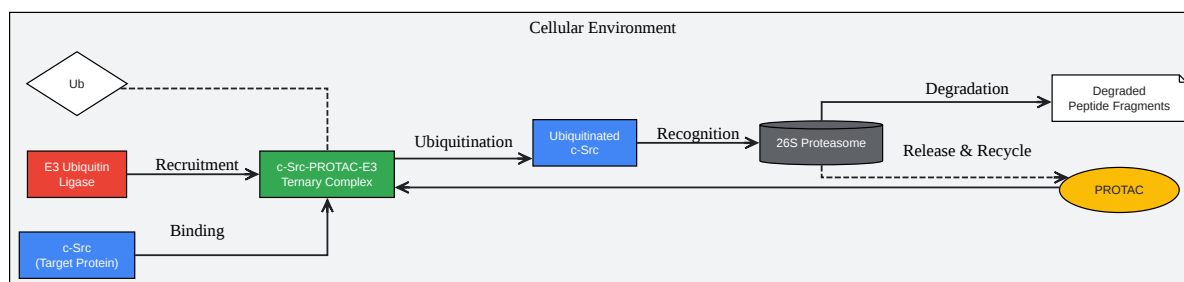 Cellular Environment
Ub
Degradation
Degraded
Peptide Fragments
Ubiquitination
Ubiquitinated
c-Src
Recognition
26S Proteasome
Release & Recycle
E3 Ubiquitin
Ligase
Recruitment
c-Src-PROTAC-E3
Ternary Complex
PROTAC
Binding
c-Src
(Target Protein)